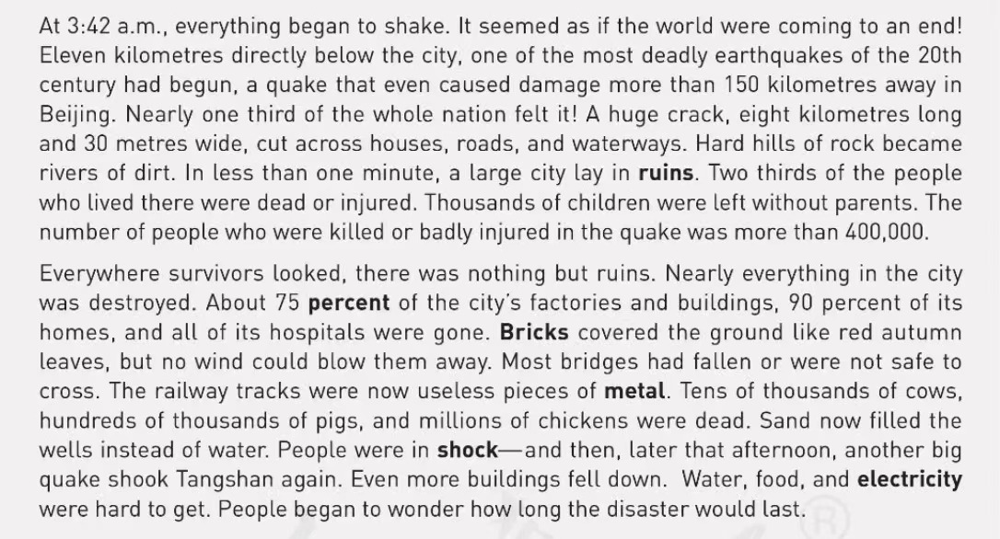 At 3:42 a.m., everything began to shake. It seemed as if the world were coming to an end!
Eleven kilometres directly below the city, one of the most deadly earthquakes of the 20th
century had begun, a quake that even caused damage more than 150 kilometres away in
Beijing. Nearly one third of the whole nation felt it! A huge crack, eight kilometres long
and 30 metres wide, cut across houses, roads, and waterways. Hard hills of rock became
rivers of dirt. In less than one minute, a large city lay in ruins. Two thirds of the people
who lived there were dead or injured. Thousands of children were left without parents. The
number of people who were killed or badly injured in the quake was more than 400,000.
Everywhere survivors looked, there was nothing but ruins. Nearly everything in the city
was destroyed. About 75 percent of the city's factories and buildings, 90 percent of its
homes, and all of its hospitals were gone. Bricks covered the ground like red autumn
leaves, but no wind could blow them away. Most bridges had fallen or were not safe to
cross. The railway tracks were now useless pieces of metal. Tens of thousands of cows,
hundreds of thousands of pigs, and millions of chickens were dead. Sand now filled the
wells instead of water. People were in shock—and then, later that afternoon, another big
quake shook Tangshan again. Even more buildings fell down. Water, food, and electricity
were hard to get. People began to wonder how long the disaster would last.